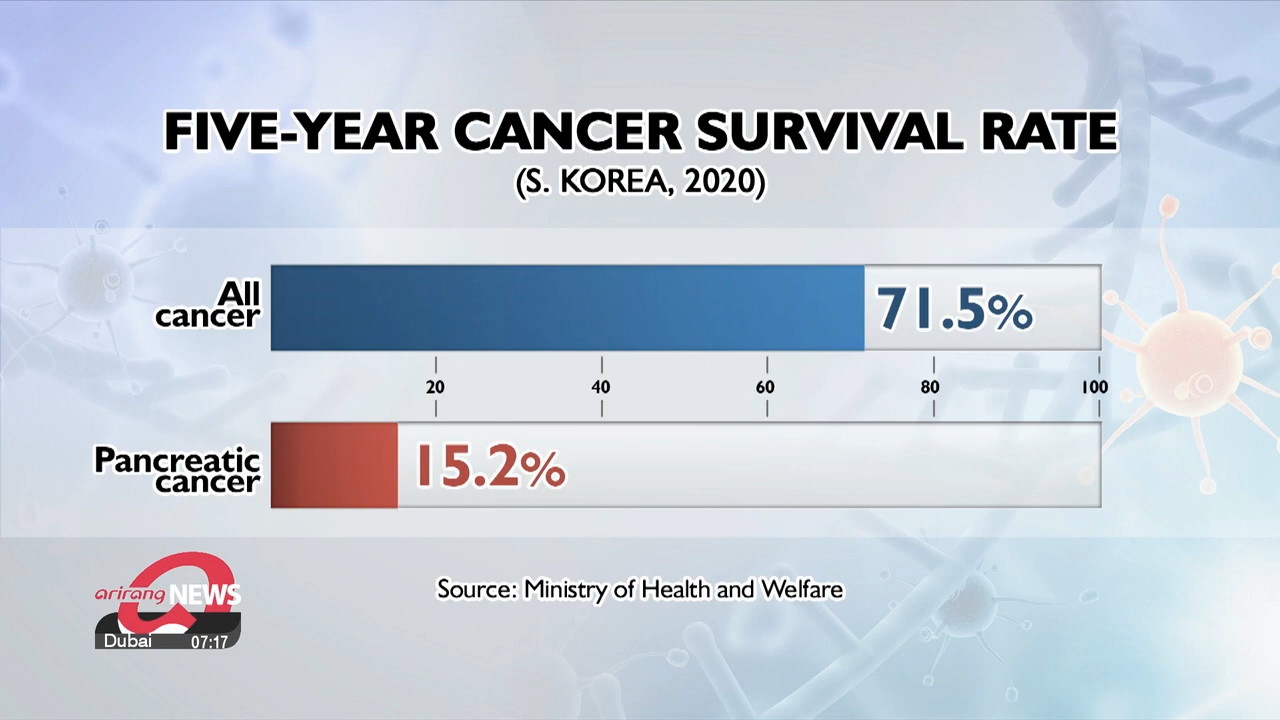 FIVE-YEAR CANCER SURVIVAL RATE
(S. KOREA, 2020)
All
cancer
71.5%
20 40 60 80 100
Pancreatic
cancer
15.2%
Source: Ministry of Health and Welfare
arirang NEWS
Dubai 07:17